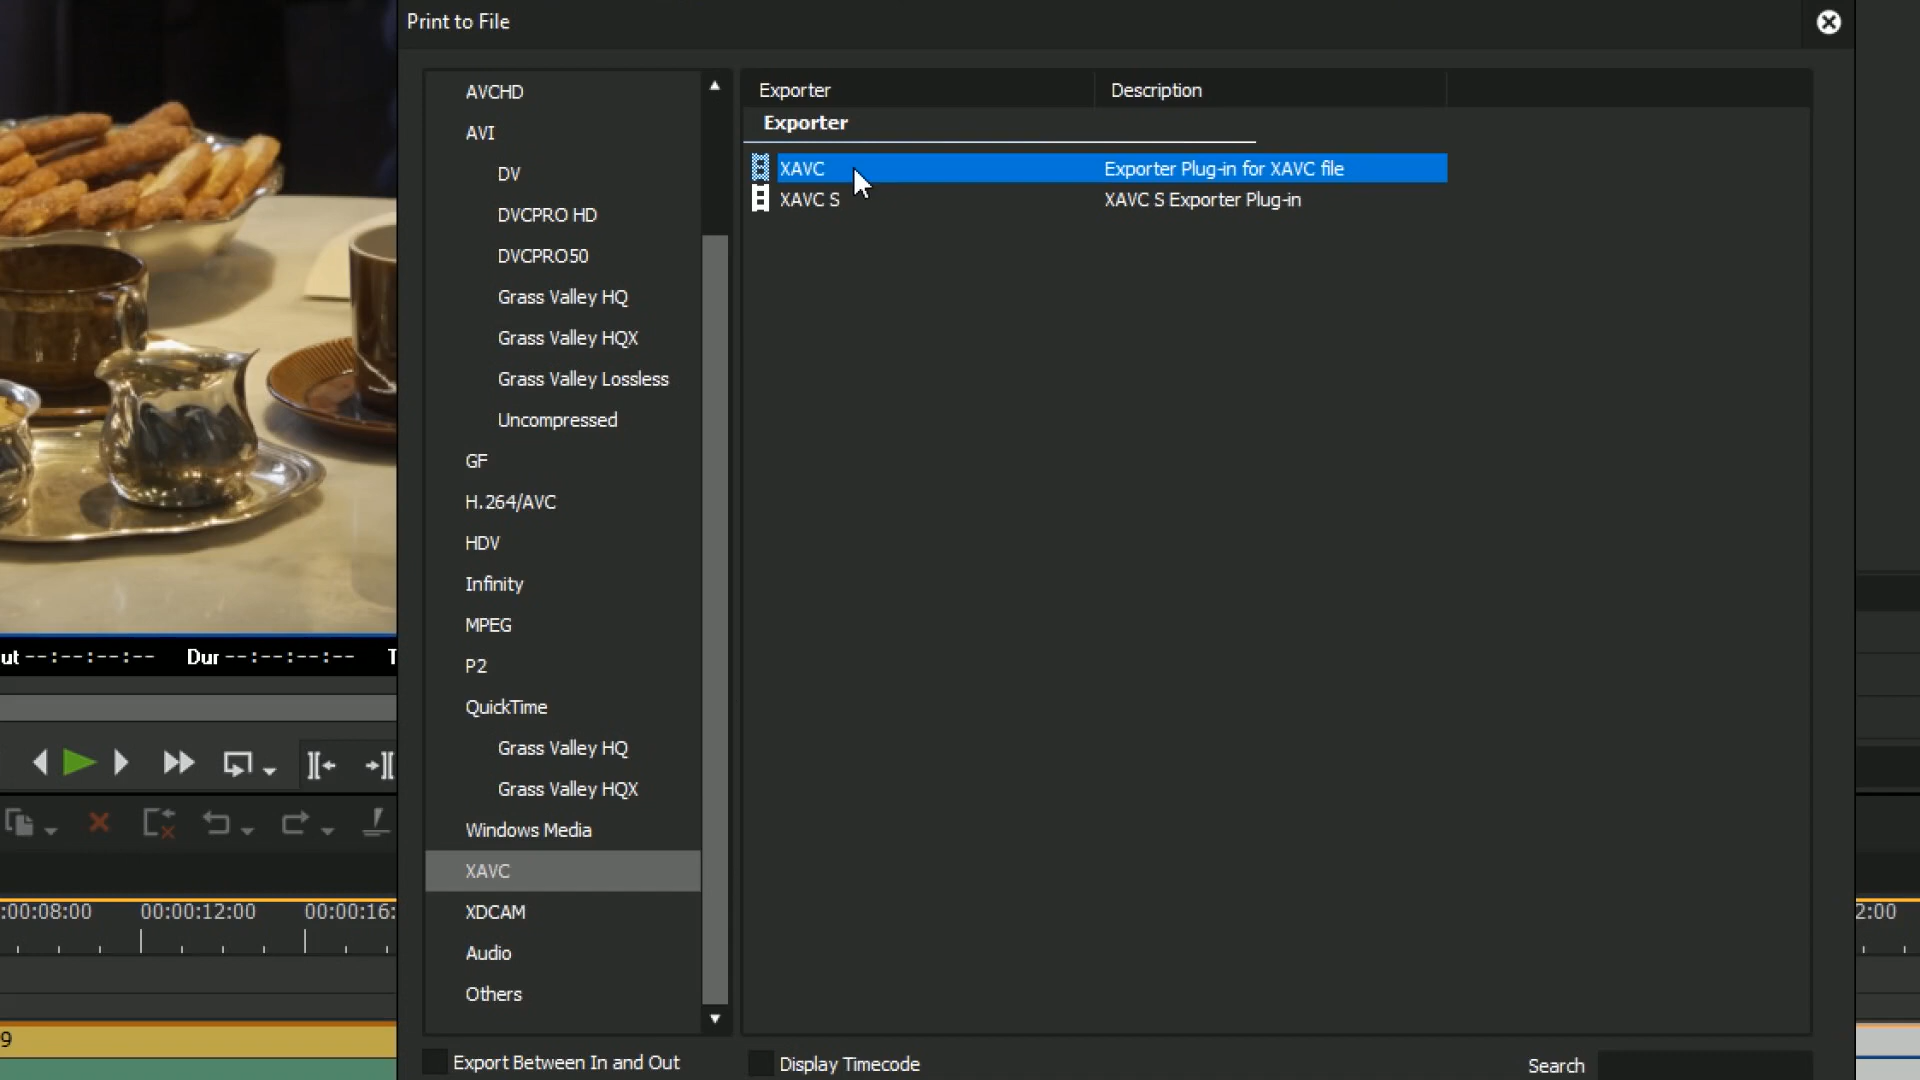 Print to File
AVCHD
AVI
DV
DVCPRO HD
DVCPRO50
Grass Valley HQ
Grass Valley HQX
Grass Valley Lossless
Uncompressed
GF
H.264/AVC
HDV
Infinity
MPEG
P2
QuickTime
Grass Valley HQ
Grass Valley HQX
Windows Media
XAVC
XDCAM
Audio
Others
Exporter Description
Exporter
XAVC Exporter Plug-in for XAVC file
XAVC S XAVC S Exporter Plug-in
ut --:--:--:-- Dur --:--:--:-- T
:00:08:00 00:00:12:00 00:00:16: 2:00
9
Export Between In and Out Display Timecode Search